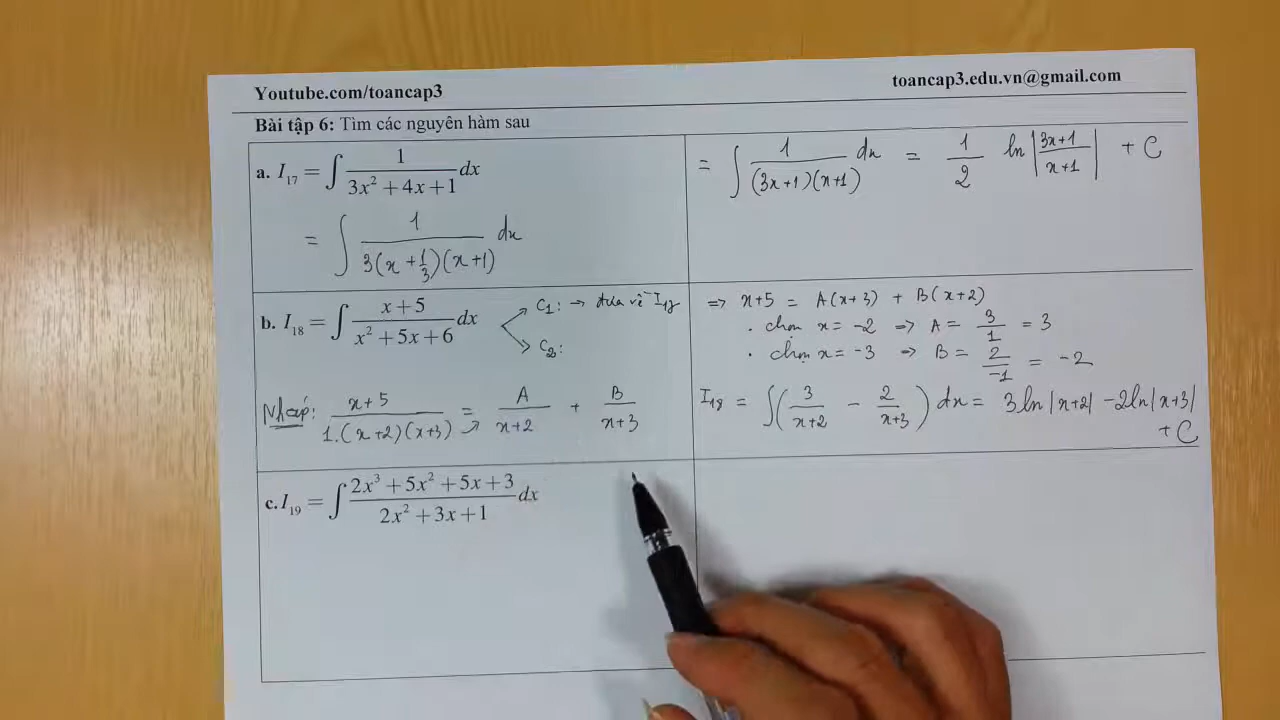 Youtube.com/toancap3
toancap3.edu.vn@gmail.com
Bài tập 6: Tìm các nguyên hàm sau
a. I₁₇ = ∫ 1/(3x² + 4x + 1) dx
= ∫ 1/(3(x + 1/3)(x + 1)) dx
= ∫ 1/((3x+1)(x+1)) dx = 1/2 ln|(3x+1)/(x+1)| + C
b. I₁₈ = ∫ (x + 5)/(x² + 5x + 6) dx
C₁: → đưa về I₁₇
C₂:
Nháp: (x+5)/(1.(x+2)(x+3)) = A/(x+2) + B/(x+3)
=> x+5 = A(x+3) + B(x+2)
. chọn x = -2 => A = 3/1 = 3
. chọn x = -3 => B = 2/-1 = -2
I₁₈ = ∫(3/(x+2) - 2/(x+3)) dx = 3ln|x+2| - 2ln|x+3|
+ C
c. I₁₉ = ∫ (2x³ + 5x² + 5x + 3)/(2x² + 3x + 1) dx